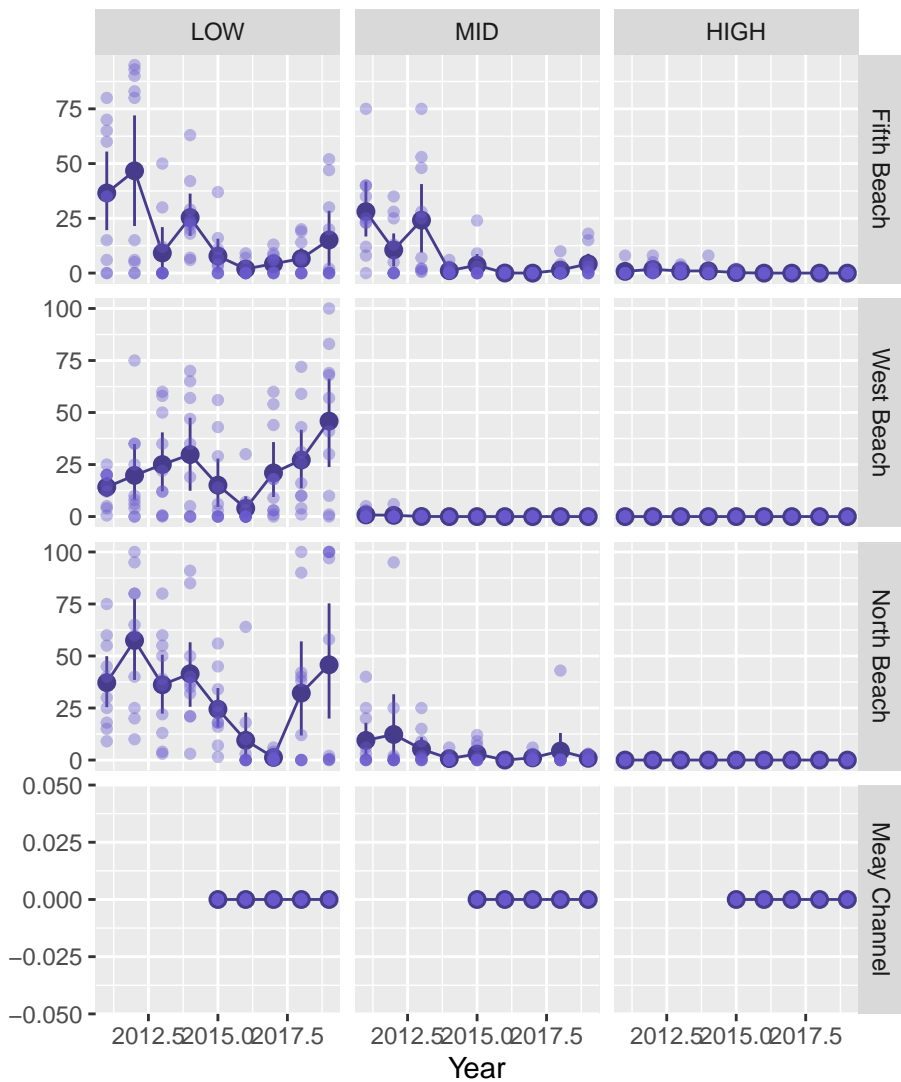 LOW MID HIGH
75
50
25
0
Fifth Beach
100
75
50
25
0
West Beach
100
75
50
25
0
North Beach
0.050
0.025
0.000
−0.025
−0.050
Meay Channel
2012.5 2015.0 2017.5 2012.5 2015.0 2017.5 2012.5 2015.0 2017.5
Year